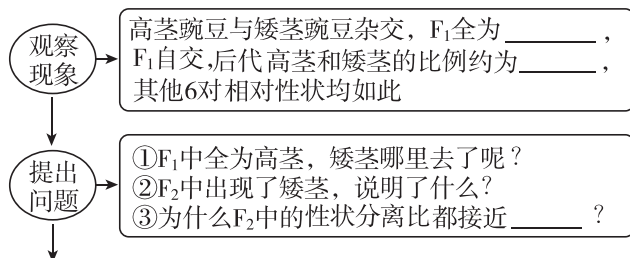 观察
现象
高茎豌豆与矮茎豌豆杂交，F₁全为______，
F₁自交,后代高茎和矮茎的比例约为______，
其他6对相对性状均如此
提出
问题
①F₁中全为高茎，矮茎哪里去了呢？
②F₂中出现了矮茎，说明了什么？
③为什么F₂中的性状分离比都接近______？